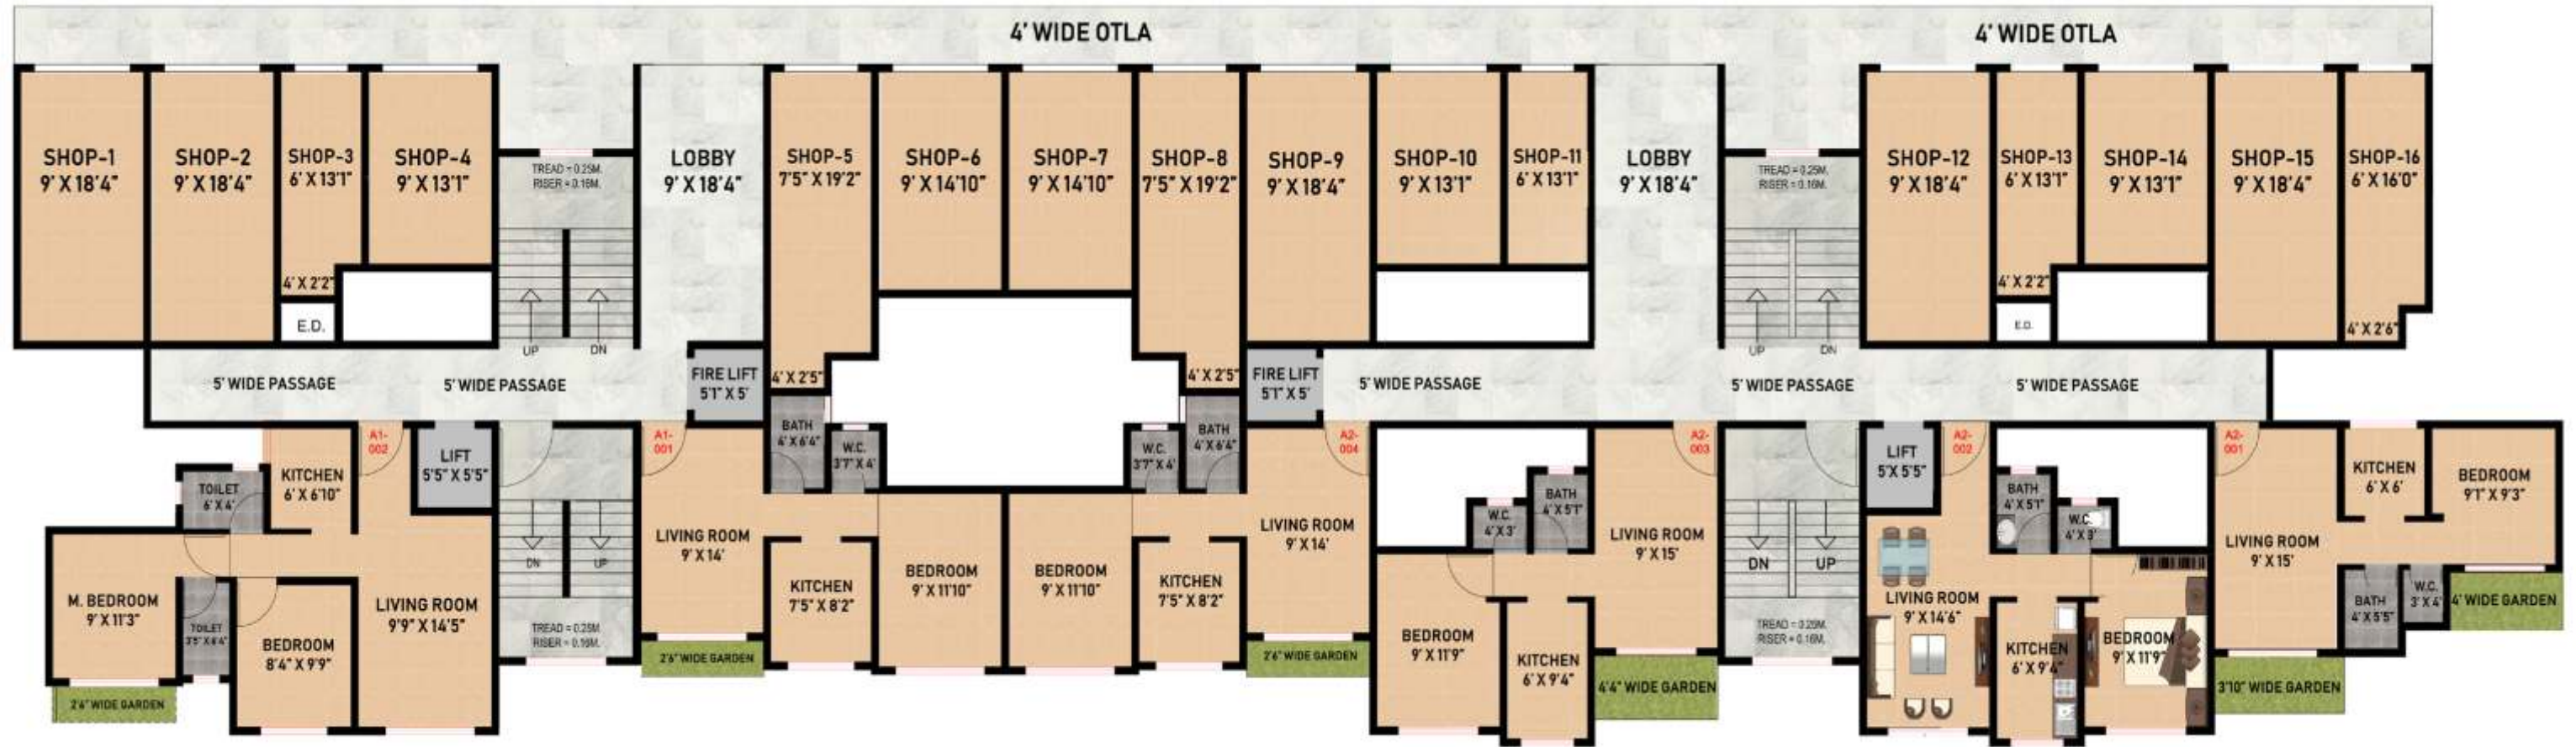 4' WIDE OTLA
4' WIDE OTLA
SHOP-1
9' X 18'4"
SHOP-2
9' X 18'4"
SHOP-3
6' X 13'1"
4' X 2'2"
E.D.
SHOP-4
9' X 13'1"
TREAD = 0.25M.
RISER = 0.16M.
UP
DN
LOBBY
9' X 18'4"
SHOP-5
7'5" X 19'2"
4' X 2'5"
SHOP-6
9' X 14'10"
SHOP-7
9' X 14'10"
SHOP-8
7'5" X 19'2"
4' X 2'5"
SHOP-9
9' X 18'4"
SHOP-10
9' X 13'1"
SHOP-11
6' X 13'1"
LOBBY
9' X 18'4"
TREAD = 0.25M.
RISER = 0.16M.
UP
DN
SHOP-12
9' X 18'4"
SHOP-13
6' X 13'1"
4' X 2'2"
E.D.
SHOP-14
9' X 13'1"
SHOP-15
9' X 18'4"
SHOP-16
6' X 16'0"
4' X 2'6"
5' WIDE PASSAGE
5' WIDE PASSAGE
FIRE LIFT
5'1" X 5'
FIRE LIFT
5'1" X 5'
5' WIDE PASSAGE
5' WIDE PASSAGE
5' WIDE PASSAGE
TOILET
6' X 4'
KITCHEN
6' X 6'10"
A1-
002
LIFT
5'5" X 5'5"
M. BEDROOM
9' X 11'3"
TOILET
3'5" X 6'4"
BEDROOM
8'4" X 9'9"
LIVING ROOM
9'9" X 14'5"
2'6" WIDE GARDEN
DN
UP
TREAD = 0.25M.
RISER = 0.16M.
A1-
001
LIVING ROOM
9' X 14'
2'6" WIDE GARDEN
BATH
4' X 6'4"
W.C.
3'7" X 4'
KITCHEN
7'5" X 8'2"
BEDROOM
9' X 11'10"
BEDROOM
9' X 11'10"
W.C.
3'7" X 4'
BATH
4' X 6'4"
KITCHEN
7'5" X 8'2"
A2-
004
LIVING ROOM
9' X 14'
2'6" WIDE GARDEN
W.C.
4' X 3'
BATH
4' X 5'1"
BEDROOM
9' X 11'9"
KITCHEN
6' X 9'4"
A2-
003
LIVING ROOM
9' X 15'
4'4" WIDE GARDEN
DN
UP
TREAD = 0.25M.
RISER = 0.16M.
LIFT
5' X 5'5"
A2-
002
BATH
4' X 5'1"
W.C.
4' X 3'
LIVING ROOM
9' X 14'6"
KITCHEN
6' X 9'4"
BEDROOM
9' X 11'9"
A2-
001
LIVING ROOM
9' X 15'
3'10" WIDE GARDEN
KITCHEN
6' X 6'
BEDROOM
9'1" X 9'3"
BATH
4' X 5'5"
W.C.
3' X 4'
4' WIDE GARDEN